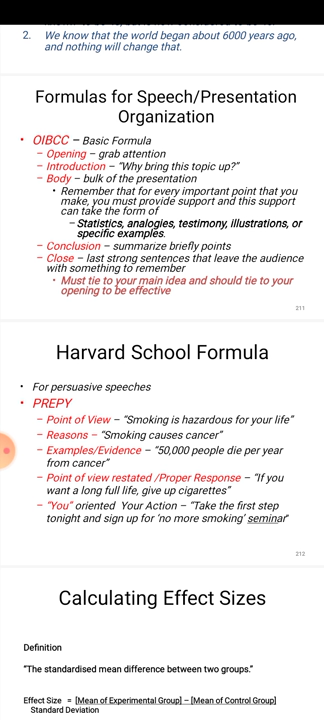 2. We know that the world began about 6000 years ago,
and nothing will change that.
Formulas for Speech/Presentation
Organization
• OIBCC – Basic Formula
– Opening – grab attention
– Introduction – “Why bring this topic up?”
– Body – bulk of the presentation
• Remember that for every important point that you
make, you must provide support and this support
can take the form of
– Statistics, analogies, testimony, illustrations, or
specific examples.
– Conclusion – summarize briefly points
– Close – last strong sentences that leave the audience
with something to remember
• Must tie to your main idea and should tie to your
opening to be effective
211
Harvard School Formula
• For persuasive speeches
• PREPY
– Point of View – “Smoking is hazardous for your life”
– Reasons – “Smoking causes cancer”
– Examples/Evidence – “50,000 people die per year
from cancer”
– Point of view restated /Proper Response – “If you
want a long full life, give up cigarettes”
– “You” oriented Your Action – “Take the first step
tonight and sign up for ‘no more smoking’ seminar“
212
Calculating Effect Sizes
Definition
“The standardised mean difference between two groups.”
Effect Size = [Mean of Experimental Group] – [Mean of Control Group]
Standard Deviation